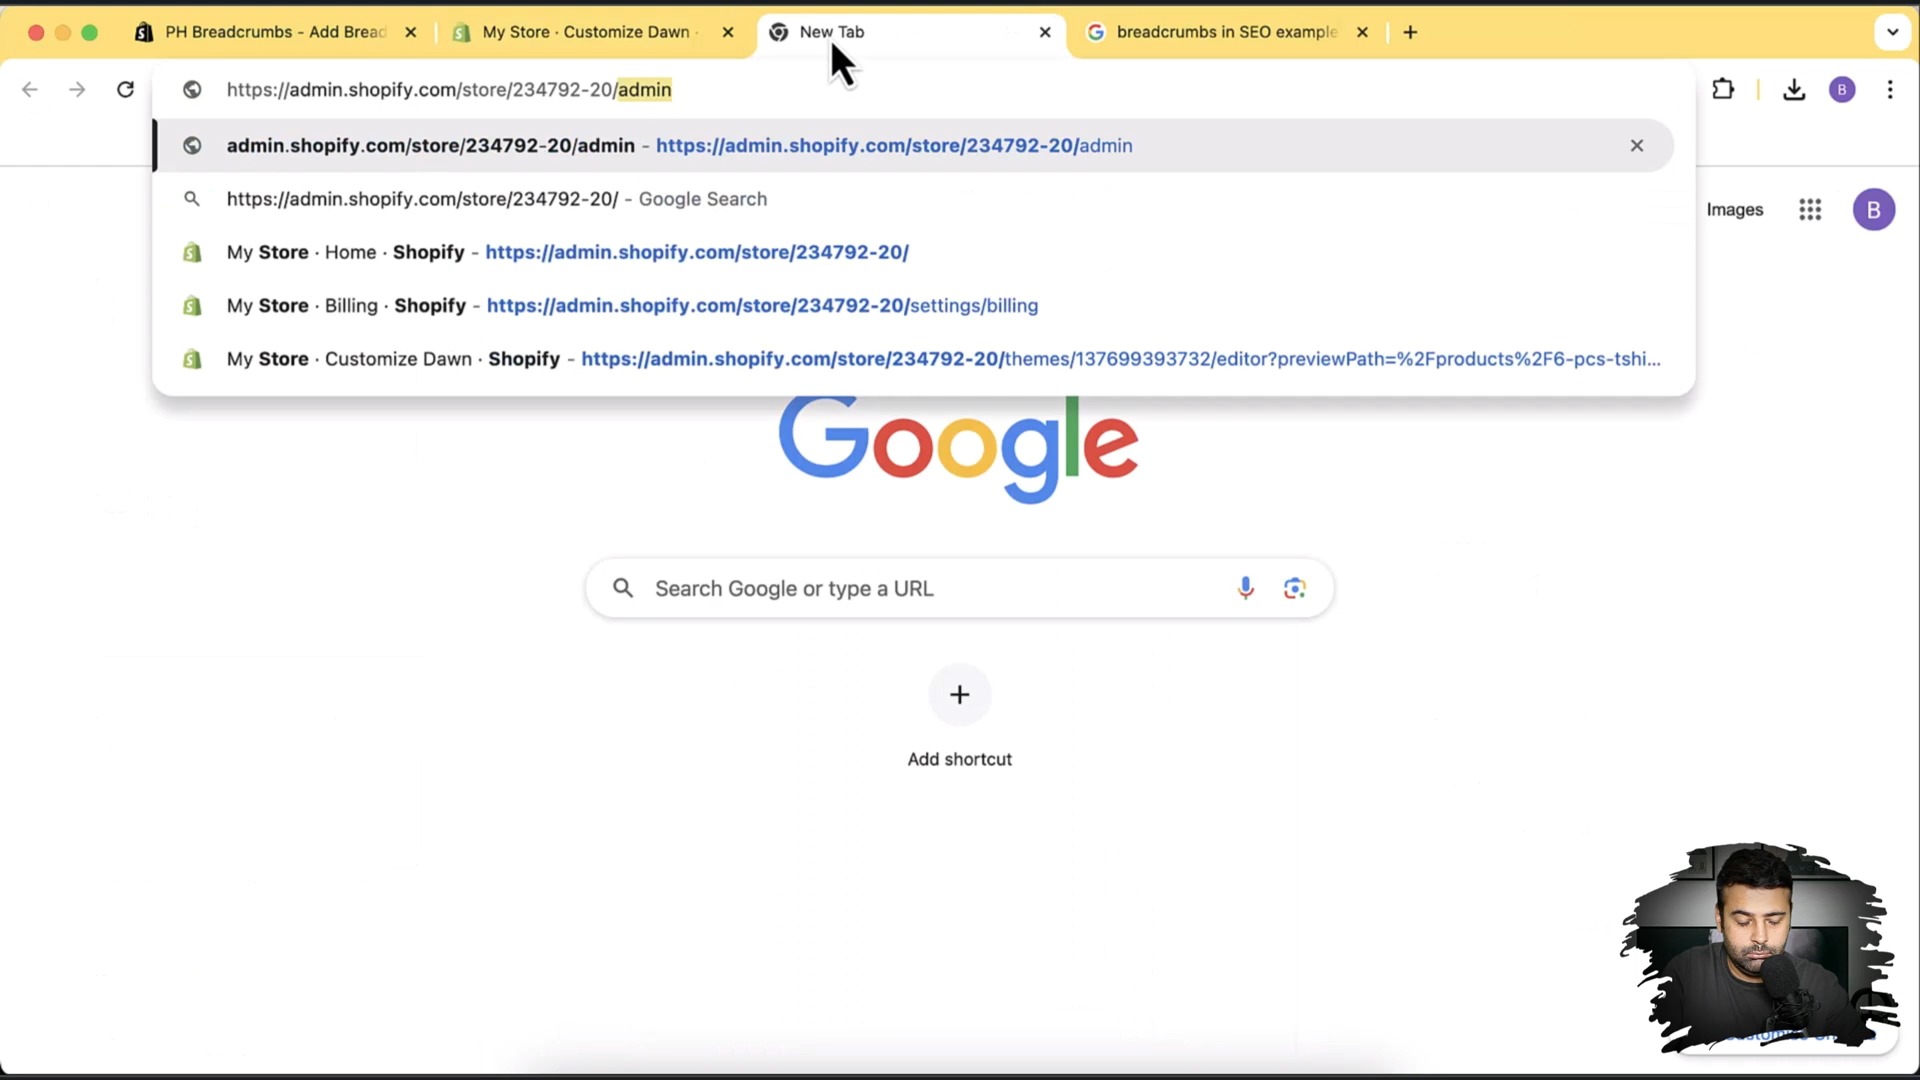 PH Breadcrumbs - Add Bread
My Store · Customize Dawn ·
New Tab
breadcrumbs in SEO example
https://admin.shopify.com/store/234792-20/admin
B
admin.shopify.com/store/234792-20/admin - https://admin.shopify.com/store/234792-20/admin
https://admin.shopify.com/store/234792-20/ - Google Search
My Store · Home · Shopify - https://admin.shopify.com/store/234792-20/
My Store · Billing · Shopify - https://admin.shopify.com/store/234792-20/settings/billing
My Store · Customize Dawn · Shopify - https://admin.shopify.com/store/234792-20/themes/137699393732/editor?previewPath=%2Fproducts%2F6-pcs-tshi...
Images
B
Google
Search Google or type a URL
Add shortcut